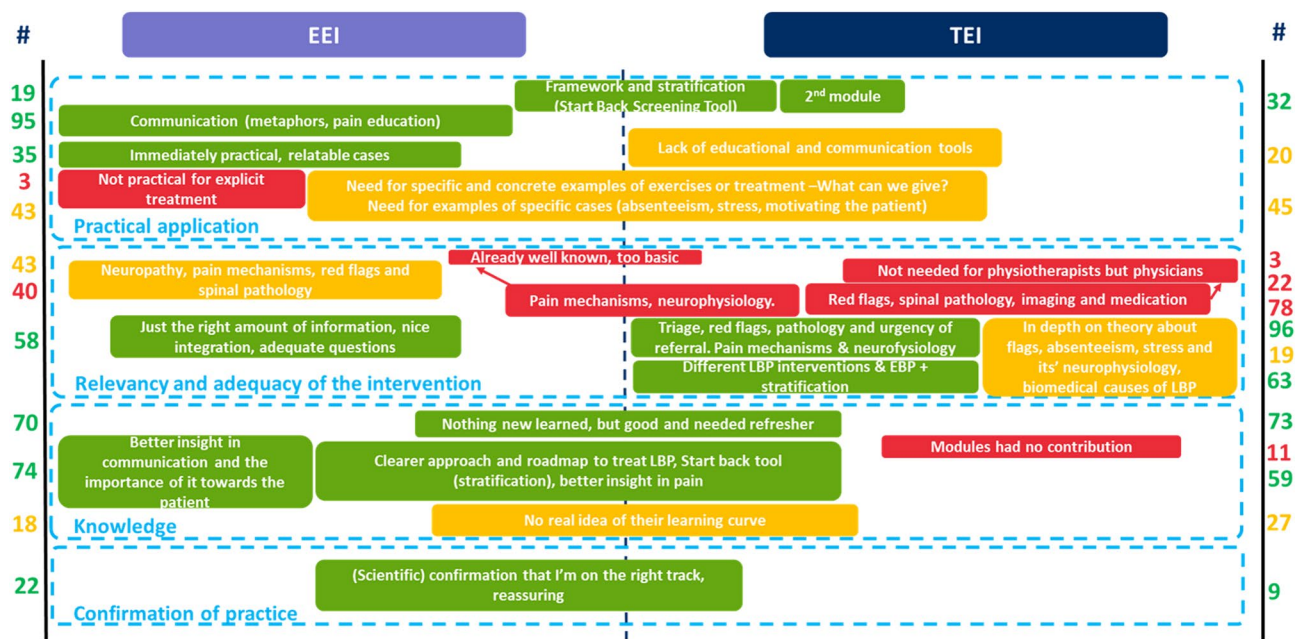 #
EEI
TEI
#
19
Framework and stratification
(Start Back Screening Tool)
2nd module
32
95
Communication (metaphors, pain education)
35
Immediately practical, relatable cases
Lack of educational and communication tools
20
3
Not practical for explicit
treatment
43
Need for specific and concrete examples of exercises or treatment –What can we give?
Need for examples of specific cases (absenteeism, stress, motivating the patient)
45
Practical application
43
Neuropathy, pain mechanisms, red flags and
spinal pathology
Already well known, too basic
Not needed for physiotherapists but physicians
3
40
Pain mechanisms, neurophysiology.
Red flags, spinal pathology, imaging and medication
22
78
58
Just the right amount of information, nice
integration, adequate questions
Triage, red flags, pathology and urgency of
referral. Pain mechanisms & neurofysiology
96
In depth on theory about
flags, absenteeism, stress and
its' neurophysiology,
biomedical causes of LBP
19
Different LBP interventions & EBP +
stratification
63
Relevancy and adequacy of the intervention
70
Nothing new learned, but good and needed refresher
73
Better insight in
communication and the
importance of it towards the
patient
Modules had no contribution
11
74
Clearer approach and roadmap to treat LBP, Start back tool
(stratification), better insight in pain
59
18
No real idea of their learning curve
27
Knowledge
22
(Scientific) confirmation that I'm on the right track,
reassuring
9
Confirmation of practice